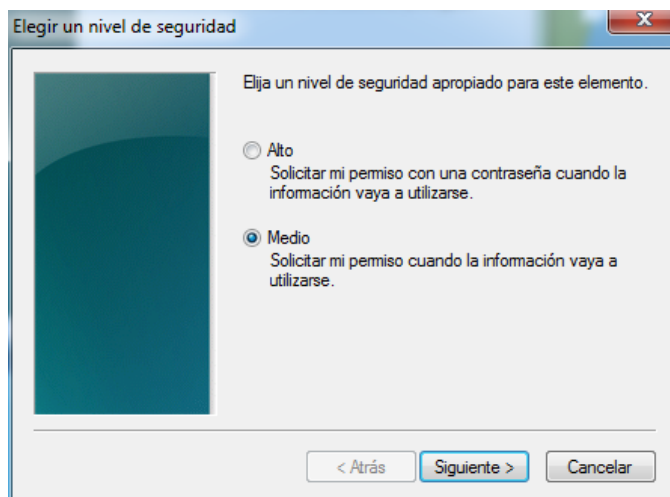 Elegir un nivel de seguridad
Elija un nivel de seguridad apropiado para este elemento.
Alto
Solicitar mi permiso con una contraseña cuando la
información vaya a utilizarse.
Medio
Solicitar mi permiso cuando la información vaya a
utilizarse.
< Atrás Siguiente > Cancelar